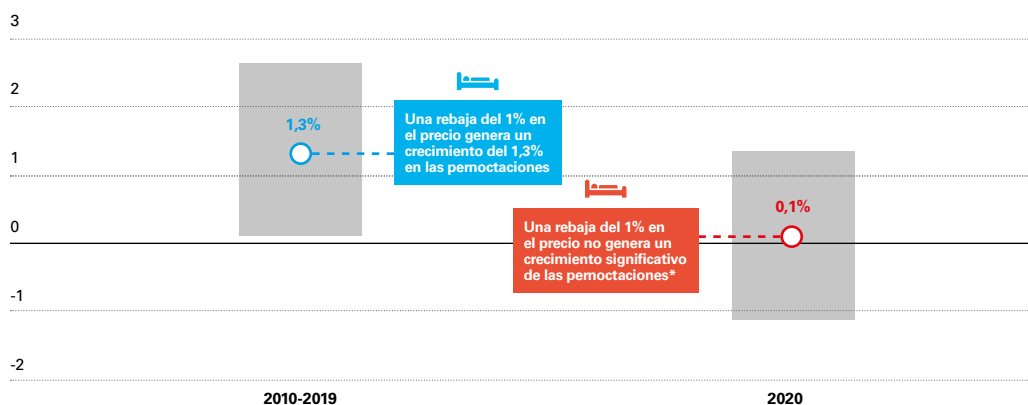 3
2
1,3%
Una rebaja del 1% en
el precio genera un
crecimiento del 1,3%
en las pernoctaciones
1
0,1%
0
Una rebaja del 1% en
el precio no genera un
crecimiento significativo
de las pernoctaciones*
-1
-2
2010-2019
2020